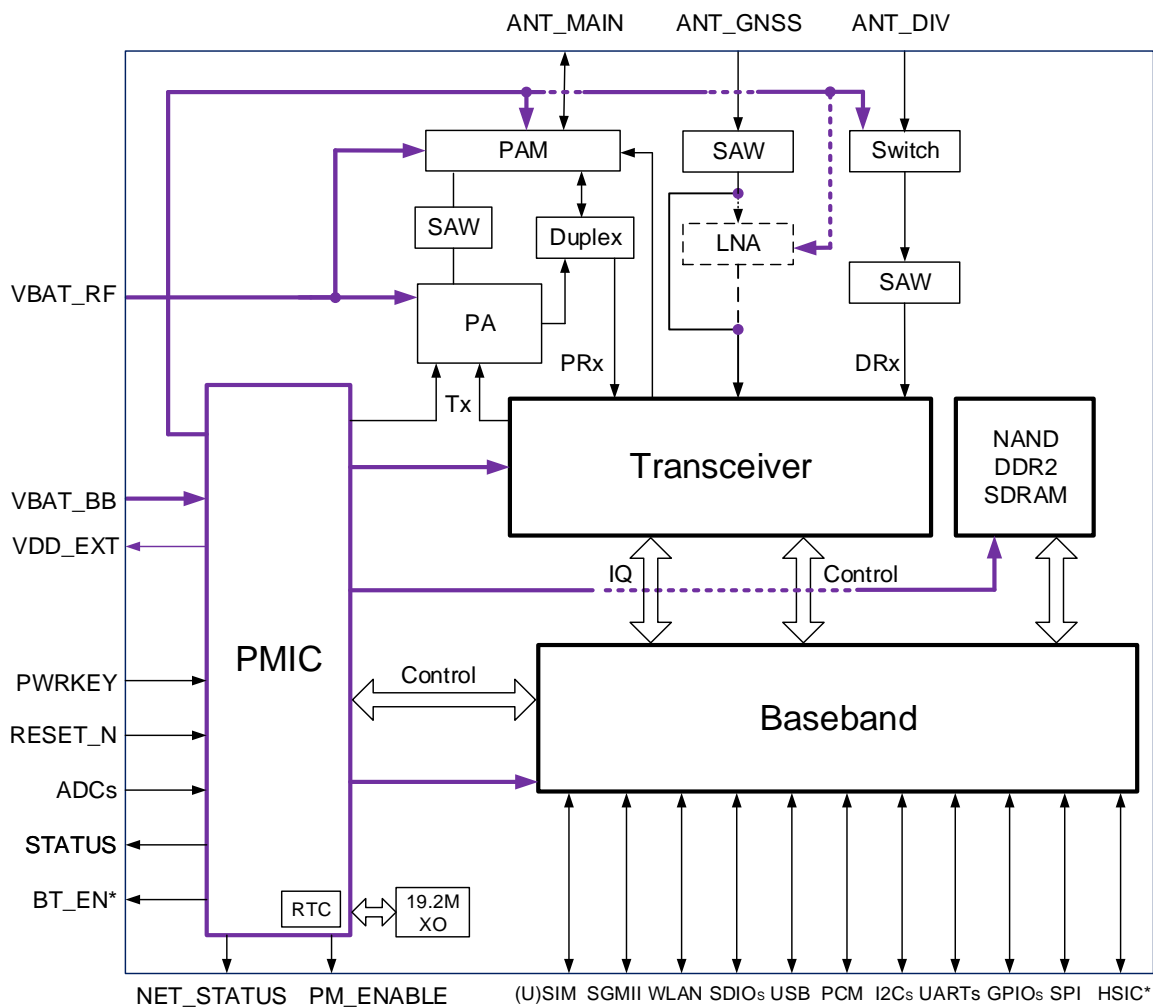 ANT_MAIN ANT_GNSS ANT_DIV
PAM
SAW
Switch
SAW
Duplex
LNA
SAW
VBAT_RF
PA
PRx
DRx
Tx
NAND
DDR2
SDRAM
Transceiver
VBAT_BB
VDD_EXT
IQ
Control
PMIC
PWRKEY
Control
Baseband
RESET_N
ADCs
STATUS
BT_EN*
RTC
19.2M
XO
NET_STATUS PM_ENABLE (U)SIM SGMII WLAN SDIOs USB PCM I2Cs UARTs GPIOs SPI HSIC*